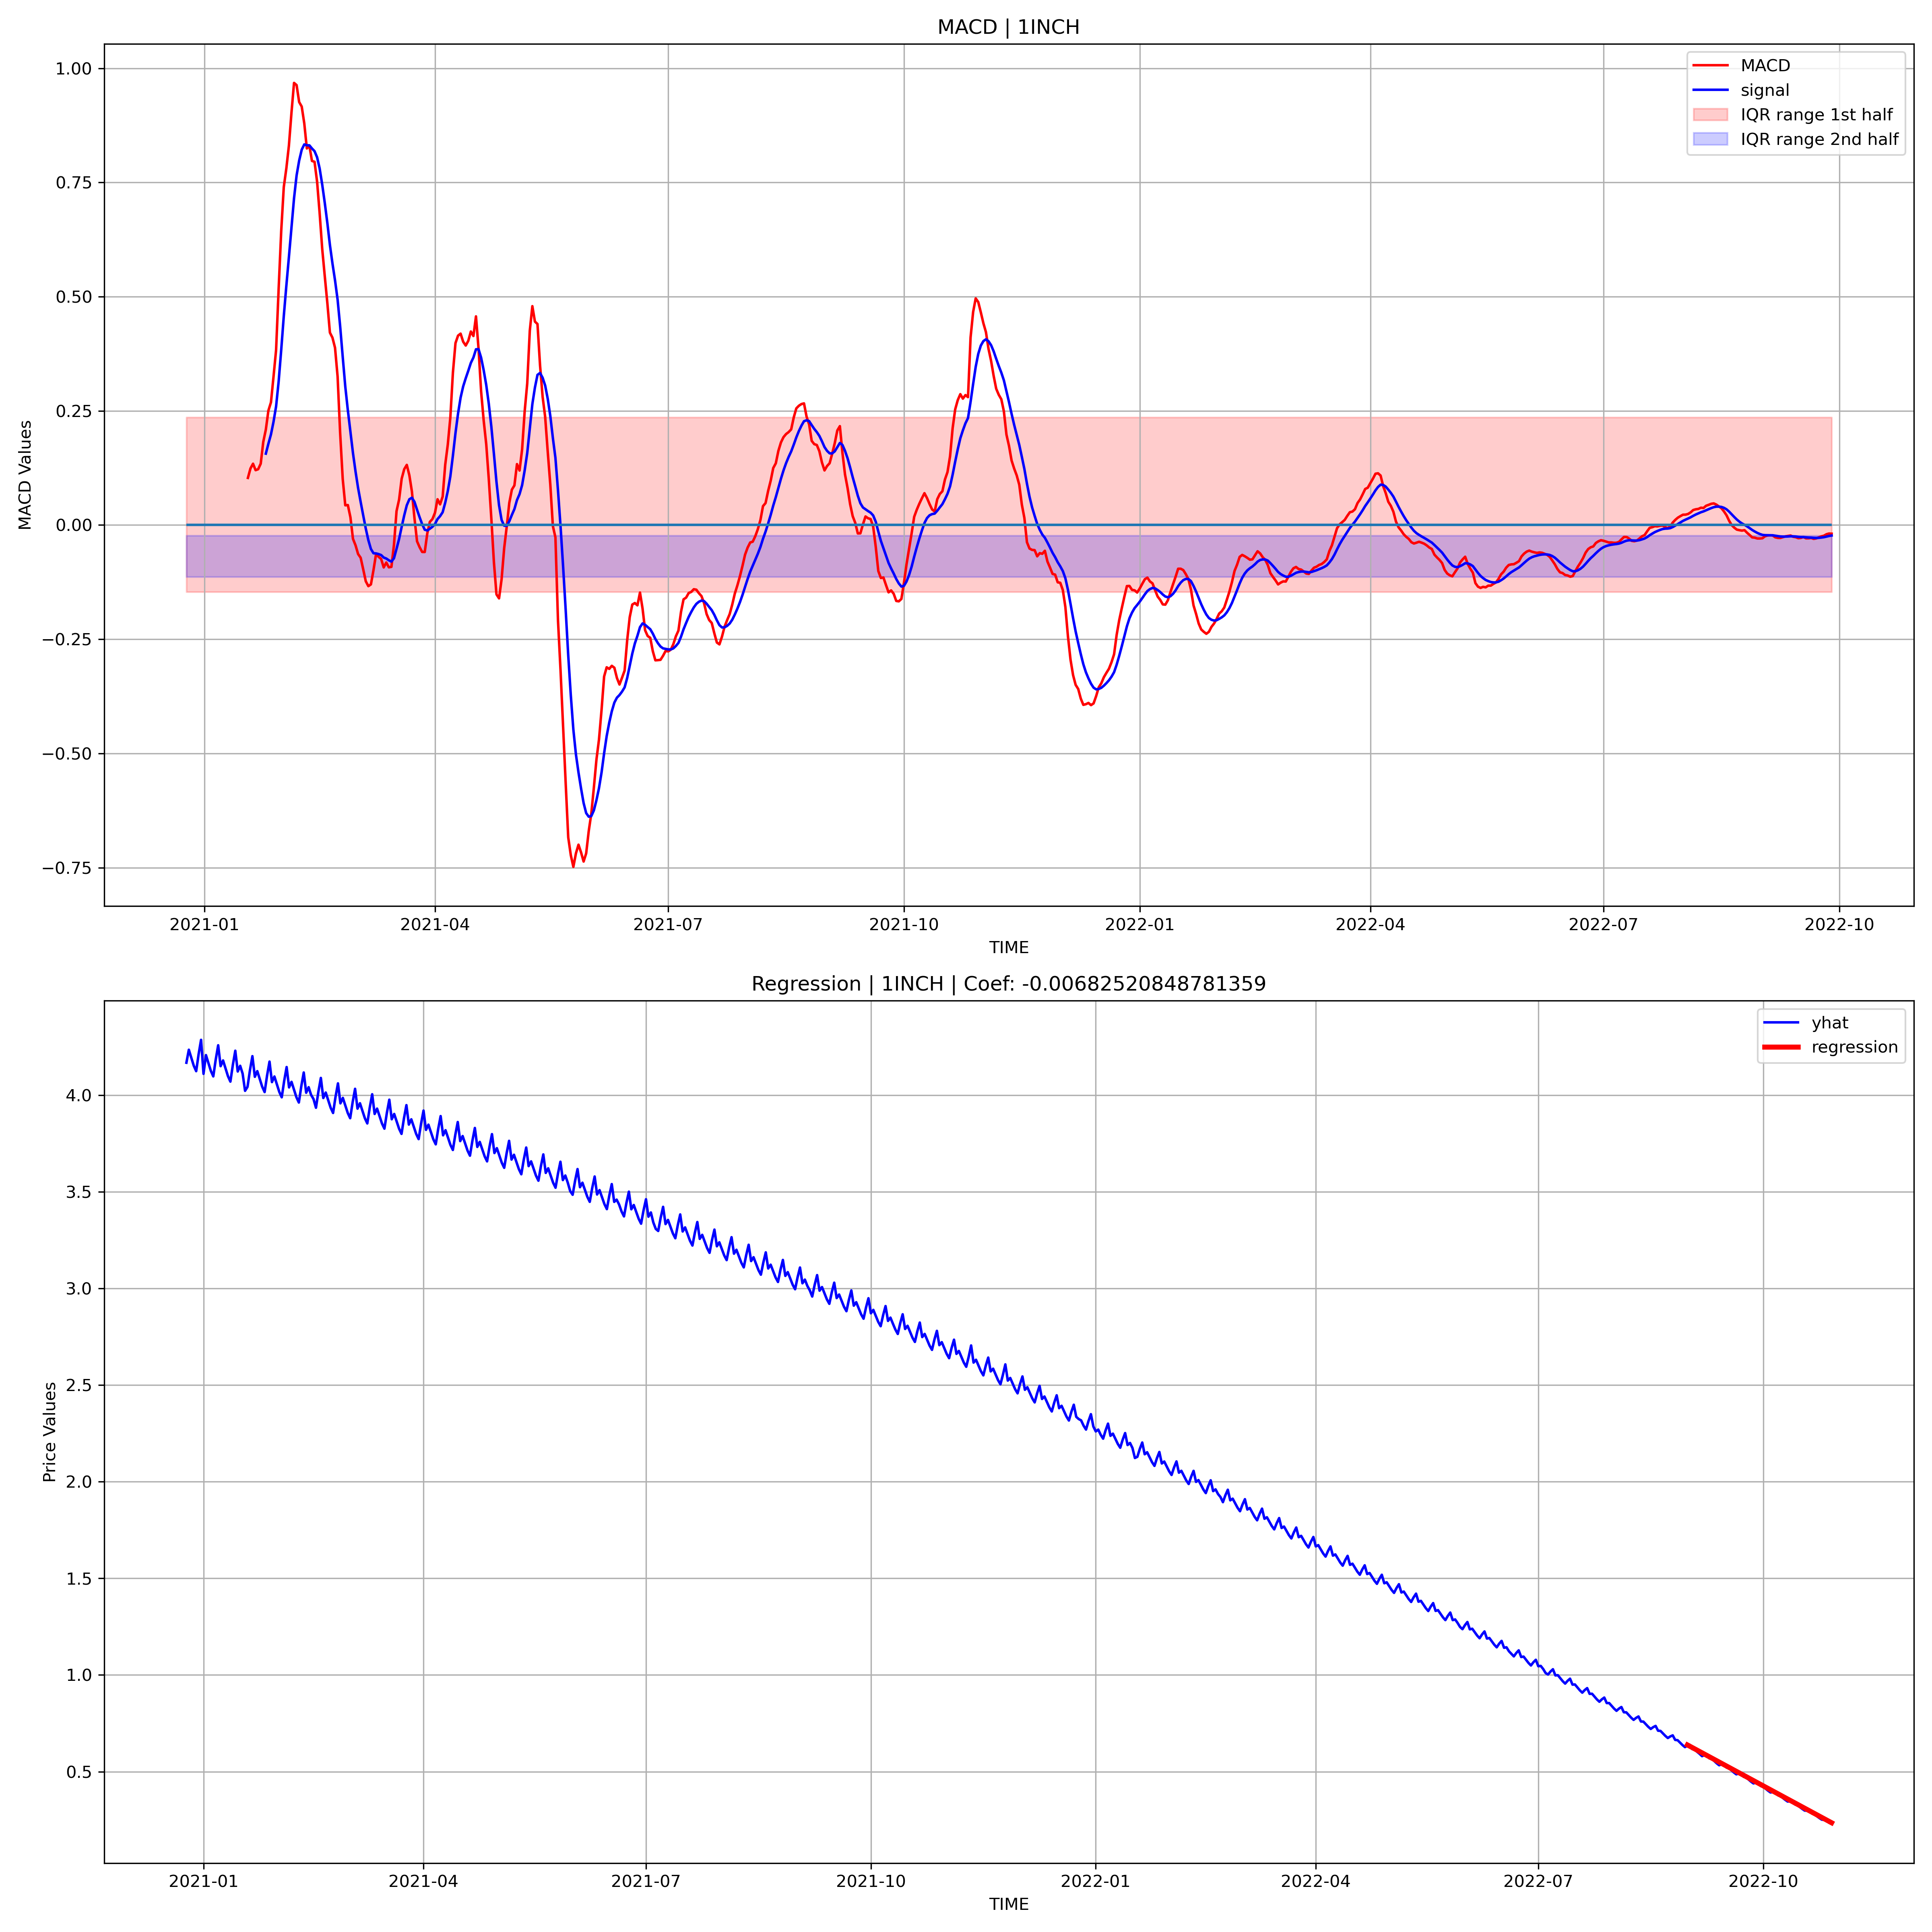 MACD | 1INCH
MACD
signal
IQR range 1st half
IQR range 2nd half
1.00
0.75
0.50
0.25
0.00
−0.25
−0.50
−0.75
MACD Values
2021-01 2021-04 2021-07 2021-10 2022-01 2022-04 2022-07 2022-10
TIME
Regression | 1INCH | Coef: -0.00682520848781359
yhat
regression
4.0
3.5
3.0
2.5
2.0
1.5
1.0
0.5
Price Values
2021-01 2021-04 2021-07 2021-10 2022-01 2022-04 2022-07 2022-10
TIME